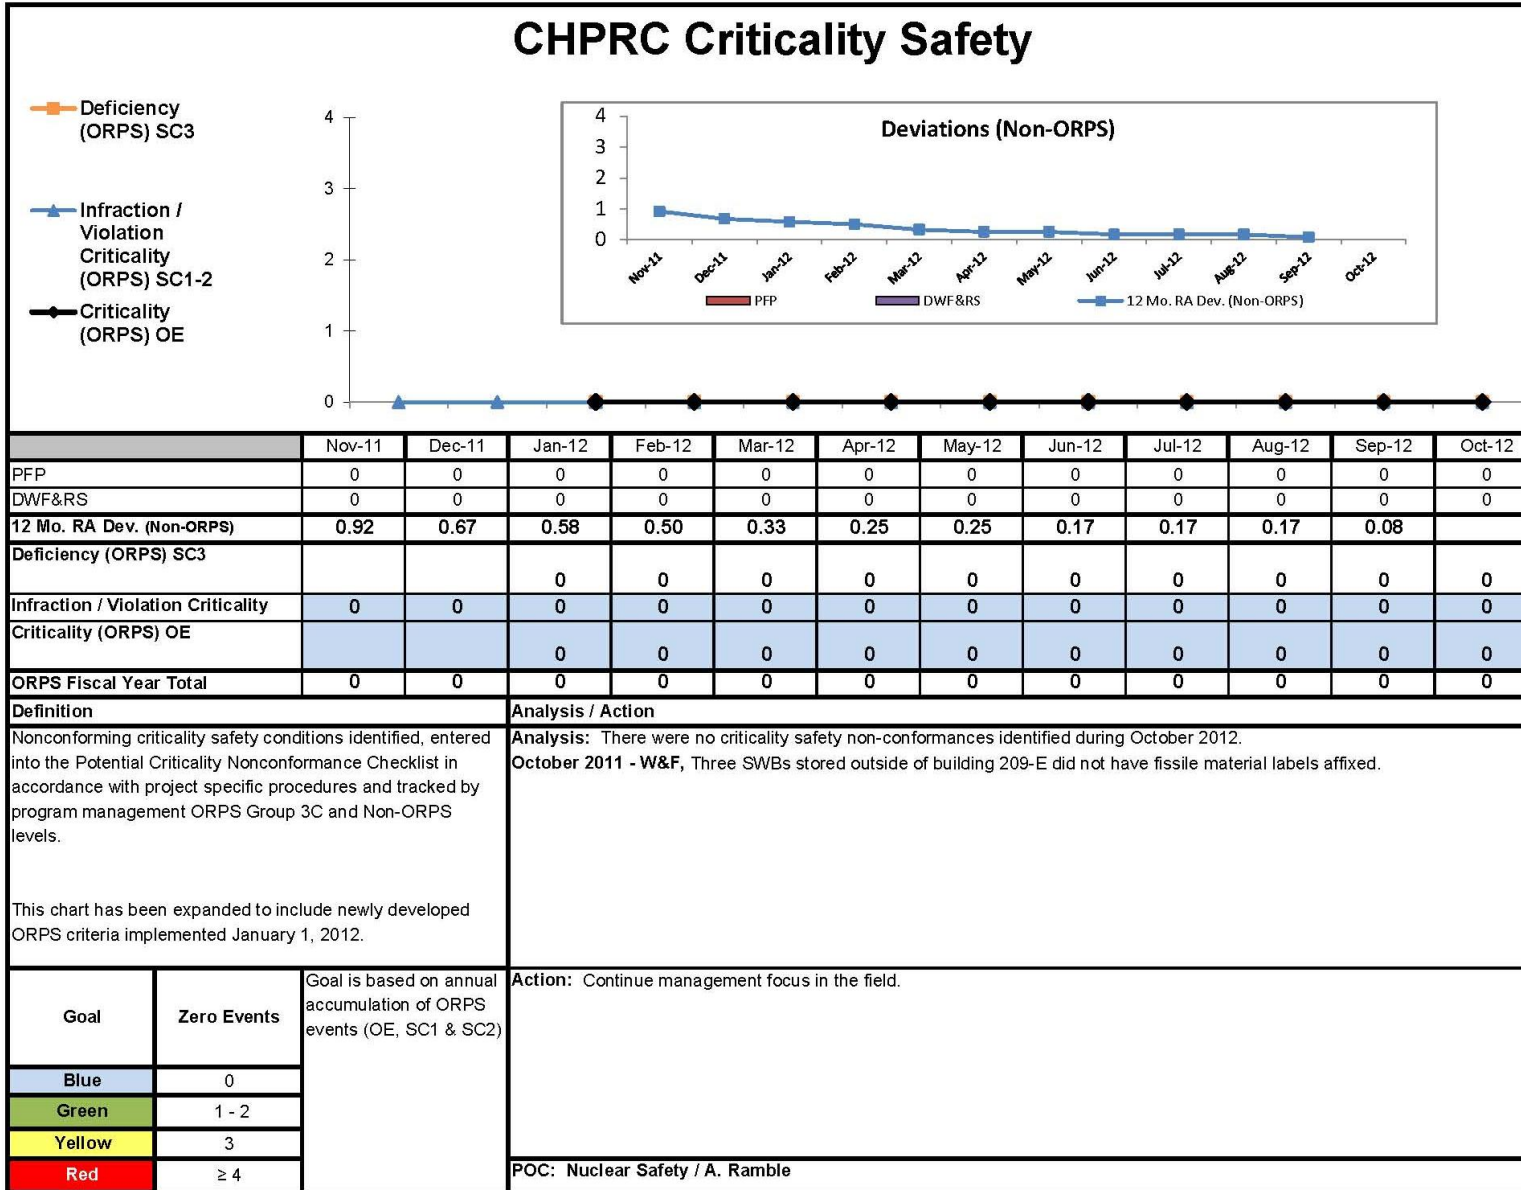 CHPRC Criticality Safety
Deficiency
(ORPS) SC3
Infraction /
Violation
Criticality
(ORPS) SC1-2
Criticality
(ORPS) OE
4
3
2
1
0
Deviations (Non-ORPS)
4
3
2
1
0
Nov-11 Dec-11 Jan-12 Feb-12 Mar-12 Apr-12 May-12 Jun-12 Jul-12 Aug-12 Sep-12 Oct-12
PFP DWF&RS 12 Mo. RA Dev. (Non-ORPS)
Nov-11 Dec-11 Jan-12 Feb-12 Mar-12 Apr-12 May-12 Jun-12 Jul-12 Aug-12 Sep-12 Oct-12
PFP 0 0 0 0 0 0 0 0 0 0 0 0
DWF&RS 0 0 0 0 0 0 0 0 0 0 0 0
12 Mo. RA Dev. (Non-ORPS) 0.92 0.67 0.58 0.50 0.33 0.25 0.25 0.17 0.17 0.17 0.08
Deficiency (ORPS) SC3
0 0 0 0 0 0 0 0 0 0
Infraction / Violation Criticality 0 0 0 0 0 0 0 0 0 0 0 0
Criticality (ORPS) OE
0 0 0 0 0 0 0 0 0 0
ORPS Fiscal Year Total 0 0 0 0 0 0 0 0 0 0 0 0
Definition
Nonconforming criticality safety conditions identified, entered
into the Potential Criticality Nonconformance Checklist in
accordance with project specific procedures and tracked by
program management ORPS Group 3C and Non-ORPS
levels.
This chart has been expanded to include newly developed
ORPS criteria implemented January 1, 2012.
Analysis / Action
Analysis: There were no criticality safety non-conformances identified during October 2012.
October 2011 - W&F, Three SWBs stored outside of building 209-E did not have fissile material labels affixed.
Goal Zero Events
Blue 0
Green 1 - 2
Yellow 3
Red ≥ 4
Goal is based on annual
accumulation of ORPS
events (OE, SC1 & SC2)
Action: Continue management focus in the field.
POC: Nuclear Safety / A. Ramble